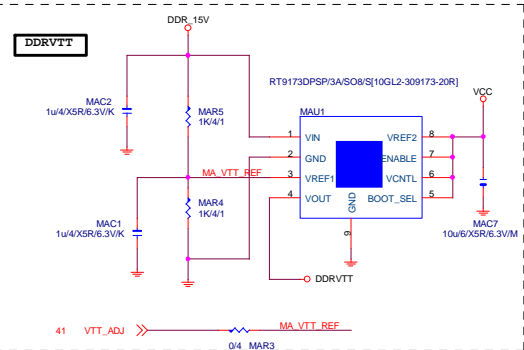 DDR_15V
DDRVTT
RT9173DPSP/3A/SO8/S[10GL2-309173-20R]
VCC
MAC2
1u/4/X5R/6.3V/K
MAR5
1K/4/1
MAU1
1 VIN VREF2 8
2 GND ENABLE 7
MA_VTT_REF 3 VREF1 VCNTL 6
4 VOUT BOOT_SEL 5
GND
9
MAR4
1K/4/1
MAC1
1u/4/X5R/6.3V/K
MAC7
10u/6/X5R/6.3V/M
DDRVTT
41 VTT_ADJ MA_VTT_REF
0/4 MAR3